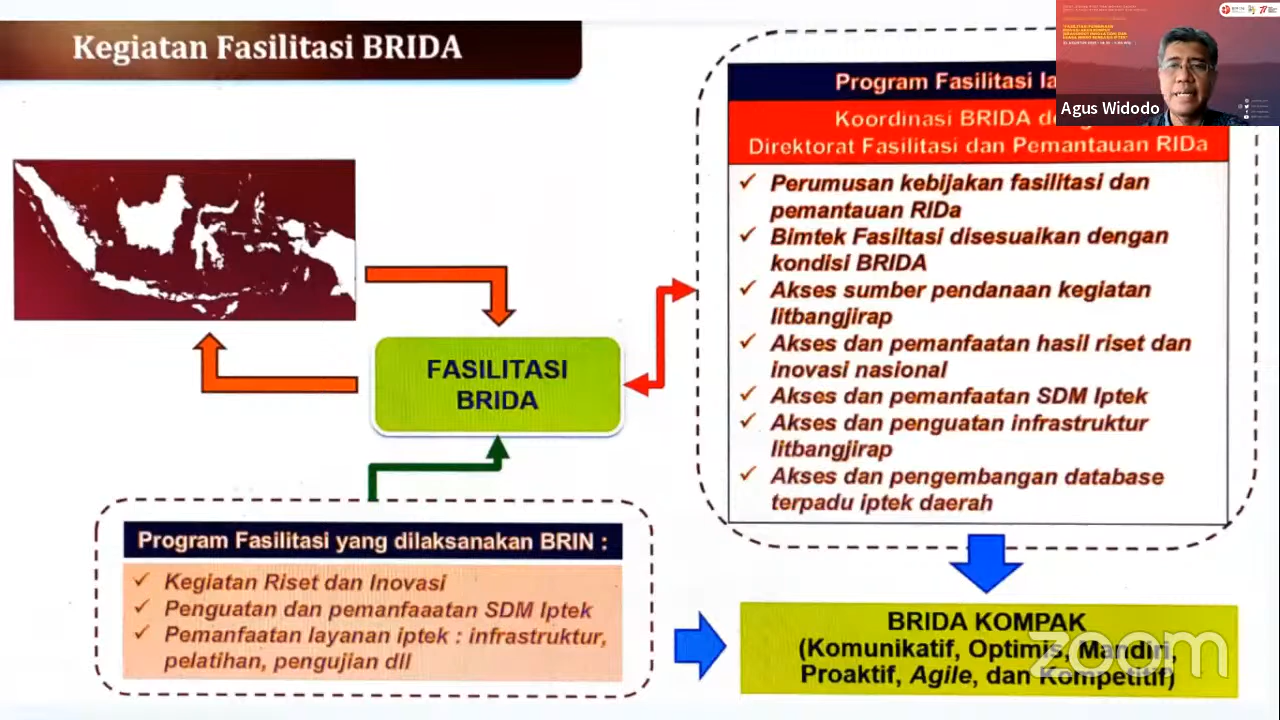 Kegiatan Fasilitasi BRIDA
Agus Widodo
Program Fasilitasi
Koordinasi BRIDA
Direktorat Fasilitasi dan Pemantauan RIDa
✓ Perumusan kebijakan fasilitasi dan
pemantauan RIDa
✓ Bimtek Fasiltasi disesuaikan dengan
kondisi BRIDA
✓ Akses sumber pendanaan kegiatan
litbangjirap
✓ Akses dan pemanfaatan hasil riset dan
inovasi nasional
✓ Akses dan pemanfaatan SDM Iptek
✓ Akses dan penguatan infrastruktur
litbangjirap
✓ Akses dan pengembangan database
terpadu iptek daerah
FASILITASI
BRIDA
Program Fasilitasi yang dilaksanakan BRIN :
✓ Kegiatan Riset dan Inovasi
✓ Penguatan dan pemanfaaatan SDM Iptek
✓ Pemanfaatan layanan iptek : infrastruktur,
pelatihan, pengujian dll
BRIDA KOMPAK
(Komunikatif, Optimis, Mandiri,
Proaktif, Agile, dan Kompetitif)
zoom